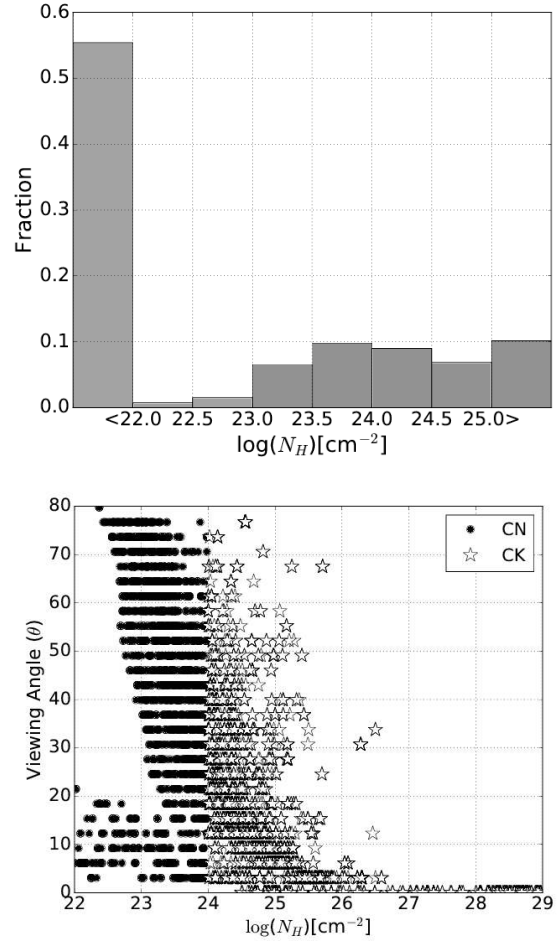 0.6
0.5
0.4
0.3
0.2
0.1
0.0
Fraction
<22.0 22.5 23.0 23.5 24.0 24.5 25.0>
log(N_H)[cm^{-2}]
80
70
60
50
40
30
20
10
0
Viewing Angle (θ)
CN
CK
22 23 24 25 26 27 28 29
log(N_H)[cm^{-2}]